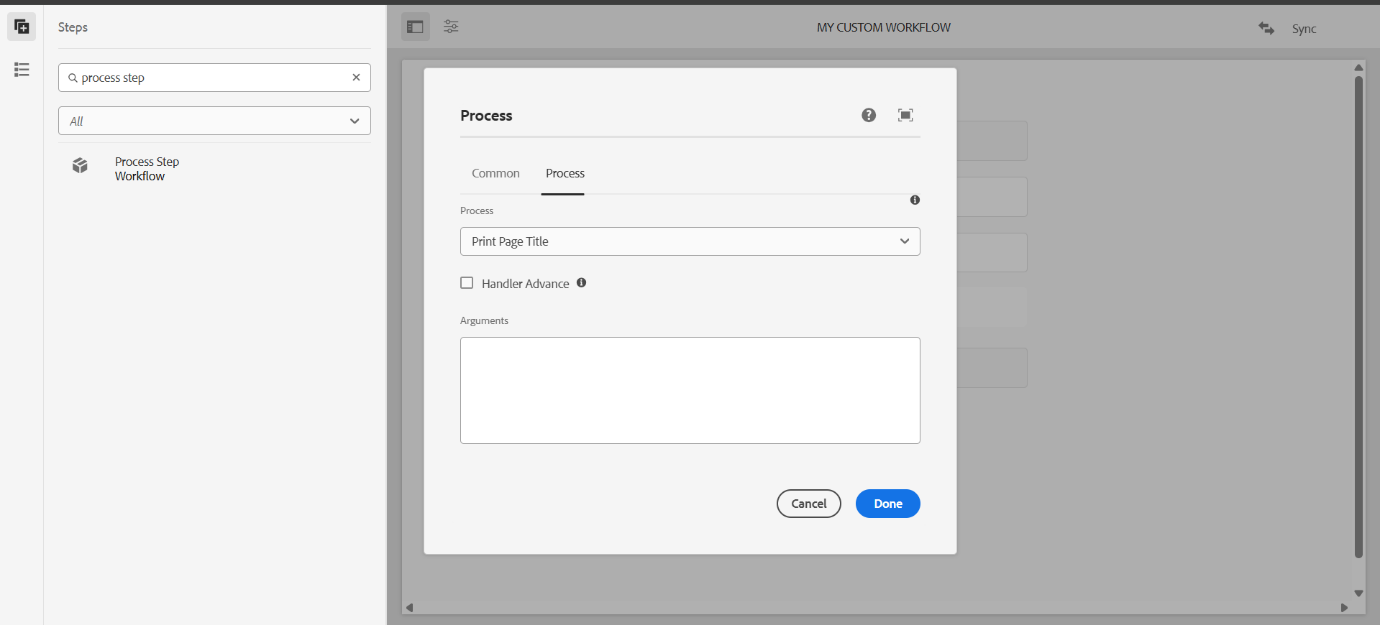 Steps
process step
All
Process Step
Workflow
MY CUSTOM WORKFLOW
Sync
Process
Common
Process
Process
Print Page Title
Handler Advance
Arguments
Cancel
Done